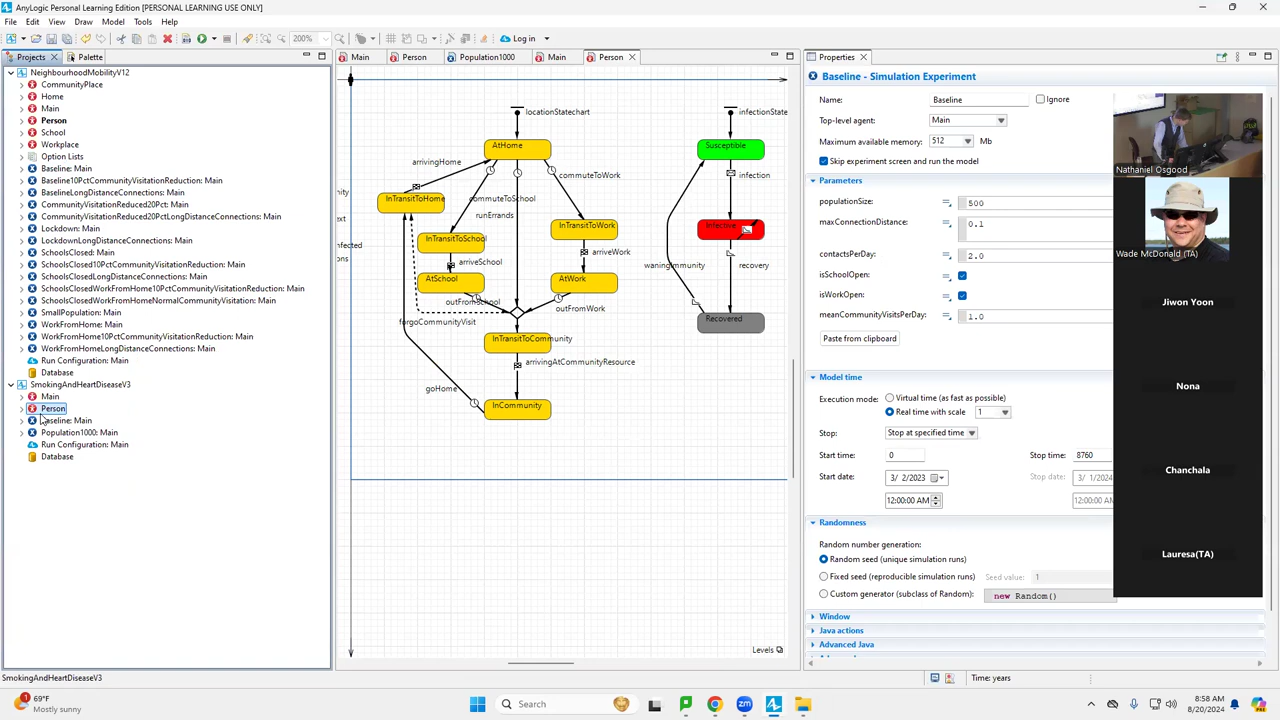 AnyLogic Personal Learning Edition [PERSONAL LEARNING USE ONLY]
File Edit View Draw Model Tools Help
200% Log in
Projects Palette
NeighbourhoodMobilityV12
CommunityPlace
Home
Main
Person
School
Workplace
Option Lists
Baseline: Main
Baseline10PctCommunityVisitationReduction: Main
BaselineLongDistanceConnections: Main
CommunityVisitationReduced20Pct: Main
CommunityVisitationReduced20PctLongDistanceConnections: Main
Lockdown: Main
LockdownLongDistanceConnections: Main
SchoolsClosed: Main
SchoolsClosed10PctCommunityVisitationReduction: Main
SchoolsClosedLongDistanceConnections: Main
SchoolsClosedWorkFromHome10PctCommunityVisitationReduction: Main
SchoolsClosedWorkFromHomeNormalCommunityVisitation: Main
SmallPopulation: Main
WorkFromHome: Main
WorkFromHome10PctCommunityVisitationReduction: Main
WorkFromHomeLongDistanceConnections: Main
Run Configuration: Main
Database
SmokingAndHeartDiseaseV3
Main
Person
Baseline: Main
Population1000: Main
Run Configuration: Main
Database
Main Person Population1000 Main Person
locationStatechart
AtHome
arrivingHome
commuteToWork
nity
commuteToSchool
InTransitToHome
runErrands
ext
InTransitToWork
InTransitToSchool
nfected
arriveSchool
arriveWork
ions
AtSchool
AtWork
outFromSchool
outFromWork
forgoCommunityVisit
InTransitToCommunity
arrivingAtCommunityResource
goHome
InCommunity
infectionState
Susceptible
infection
Infective
waningImmunity
recovery
Recovered
Levels
Properties
Baseline - Simulation Experiment
Name: Baseline Ignore
Top-level agent: Main
Maximum available memory: 512 Mb
Skip experiment screen and run the model
Parameters
populationSize: 500
maxConnectionDistance: 0.1
contactsPerDay: 2.0
isSchoolOpen:
isWorkOpen:
meanCommunityVisitsPerDay: 1.0
Paste from clipboard
Model time
Execution mode: Virtual time (as fast as possible)
Real time with scale 1
Stop: Stop at specified time
Start time: 0 Stop time: 8760
Start date: 3/ 2/2023 Stop date: 3/ 1/2024
12:00:00 AM 12:00:00 AM
Randomness
Random number generation:
Random seed (unique simulation runs)
Fixed seed (reproducible simulation runs) Seed value: 1
Custom generator (subclass of Random): new Random()
Window
Java actions
Advanced Java
Nathaniel Osgood
Wade McDonald (TA)
Jiwon Yoon
Nona
Chanchala
Lauresa(TA)
SmokingAndHeartDiseaseV3
Time: years
1
69°F
Mostly sunny
Search
8:58 AM
8/20/2024